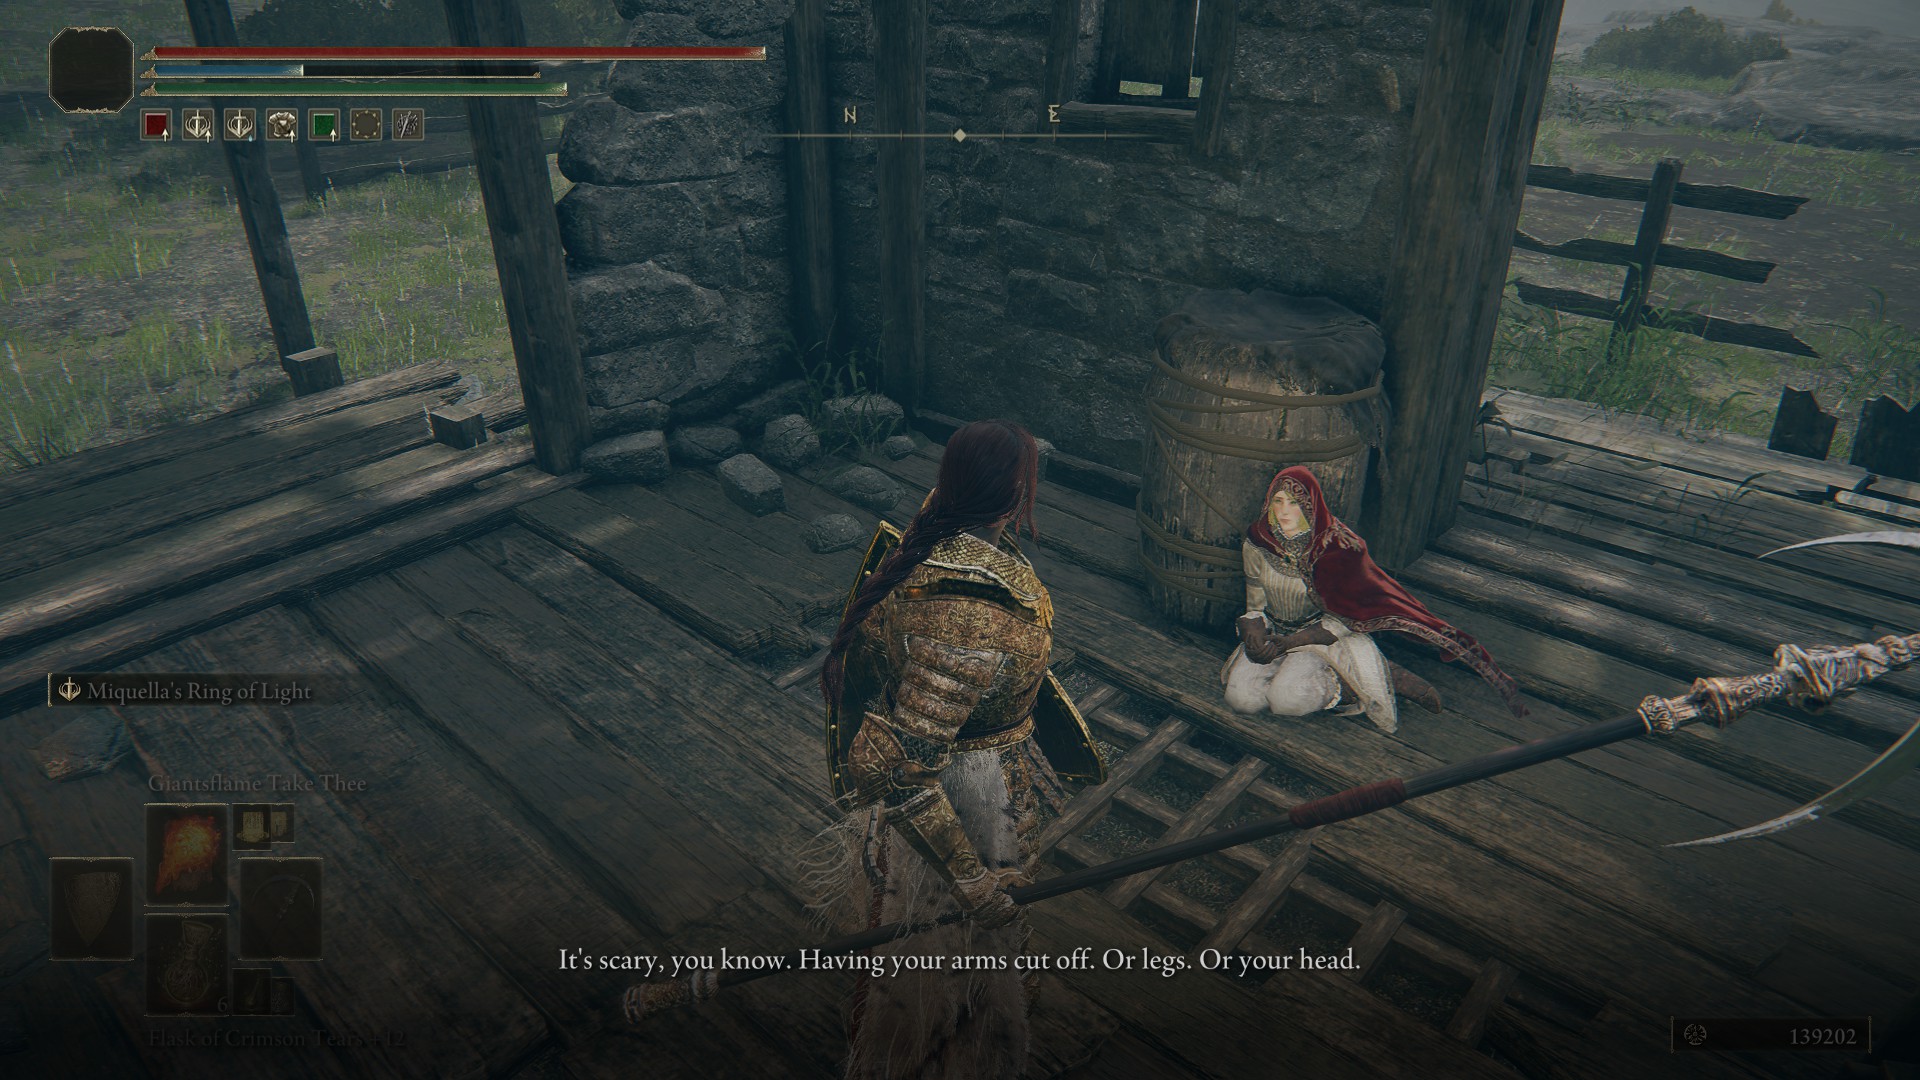 N
E
Miquella's Ring of Light
Giantsflame Take Thee
6
Flask of Crimson Tears +12
It's scary, you know. Having your arms cut off. Or legs. Or your head.
139202